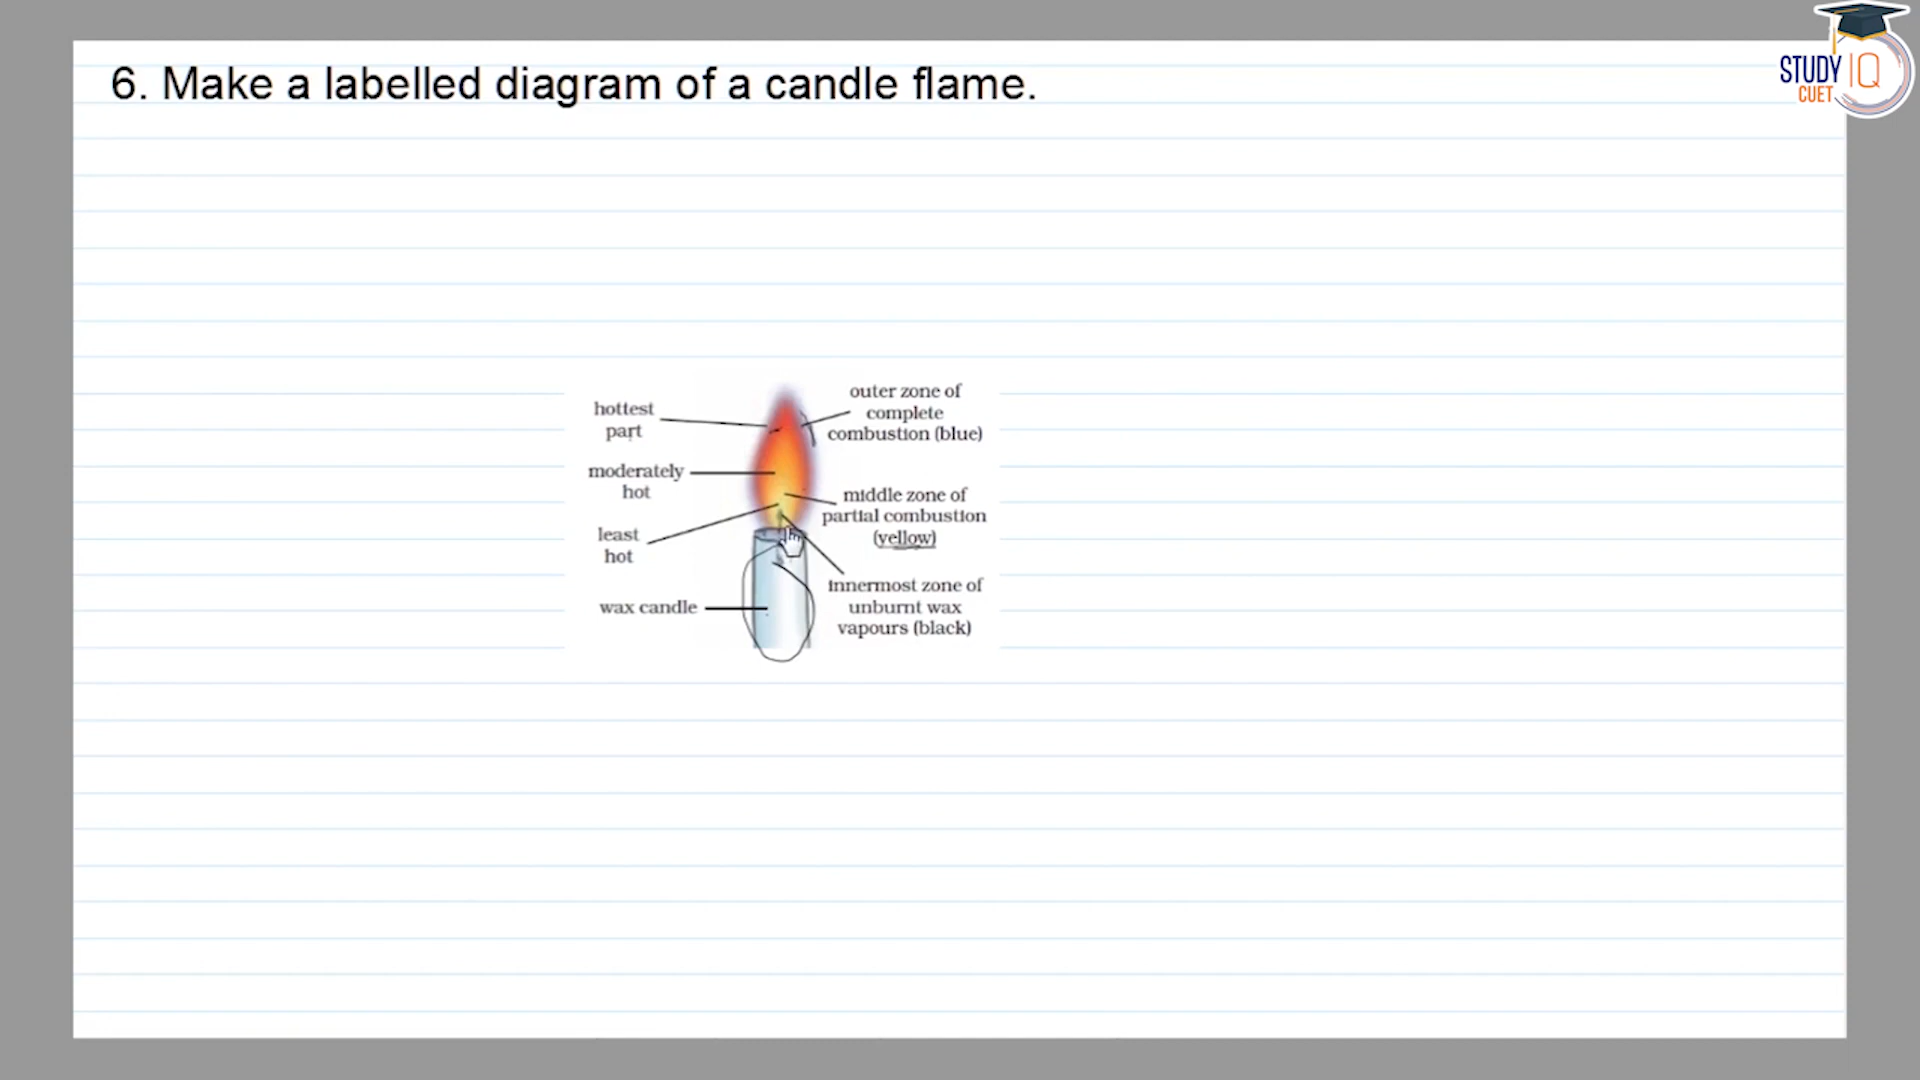 6. Make a labelled diagram of a candle flame.
STUDY IQ
CUET
hottest
part
moderately
hot
least
hot
wax candle
outer zone of
complete
combustion (blue)
middle zone of
partial combustion
(yellow)
innermost zone of
unburnt wax
vapours (black)